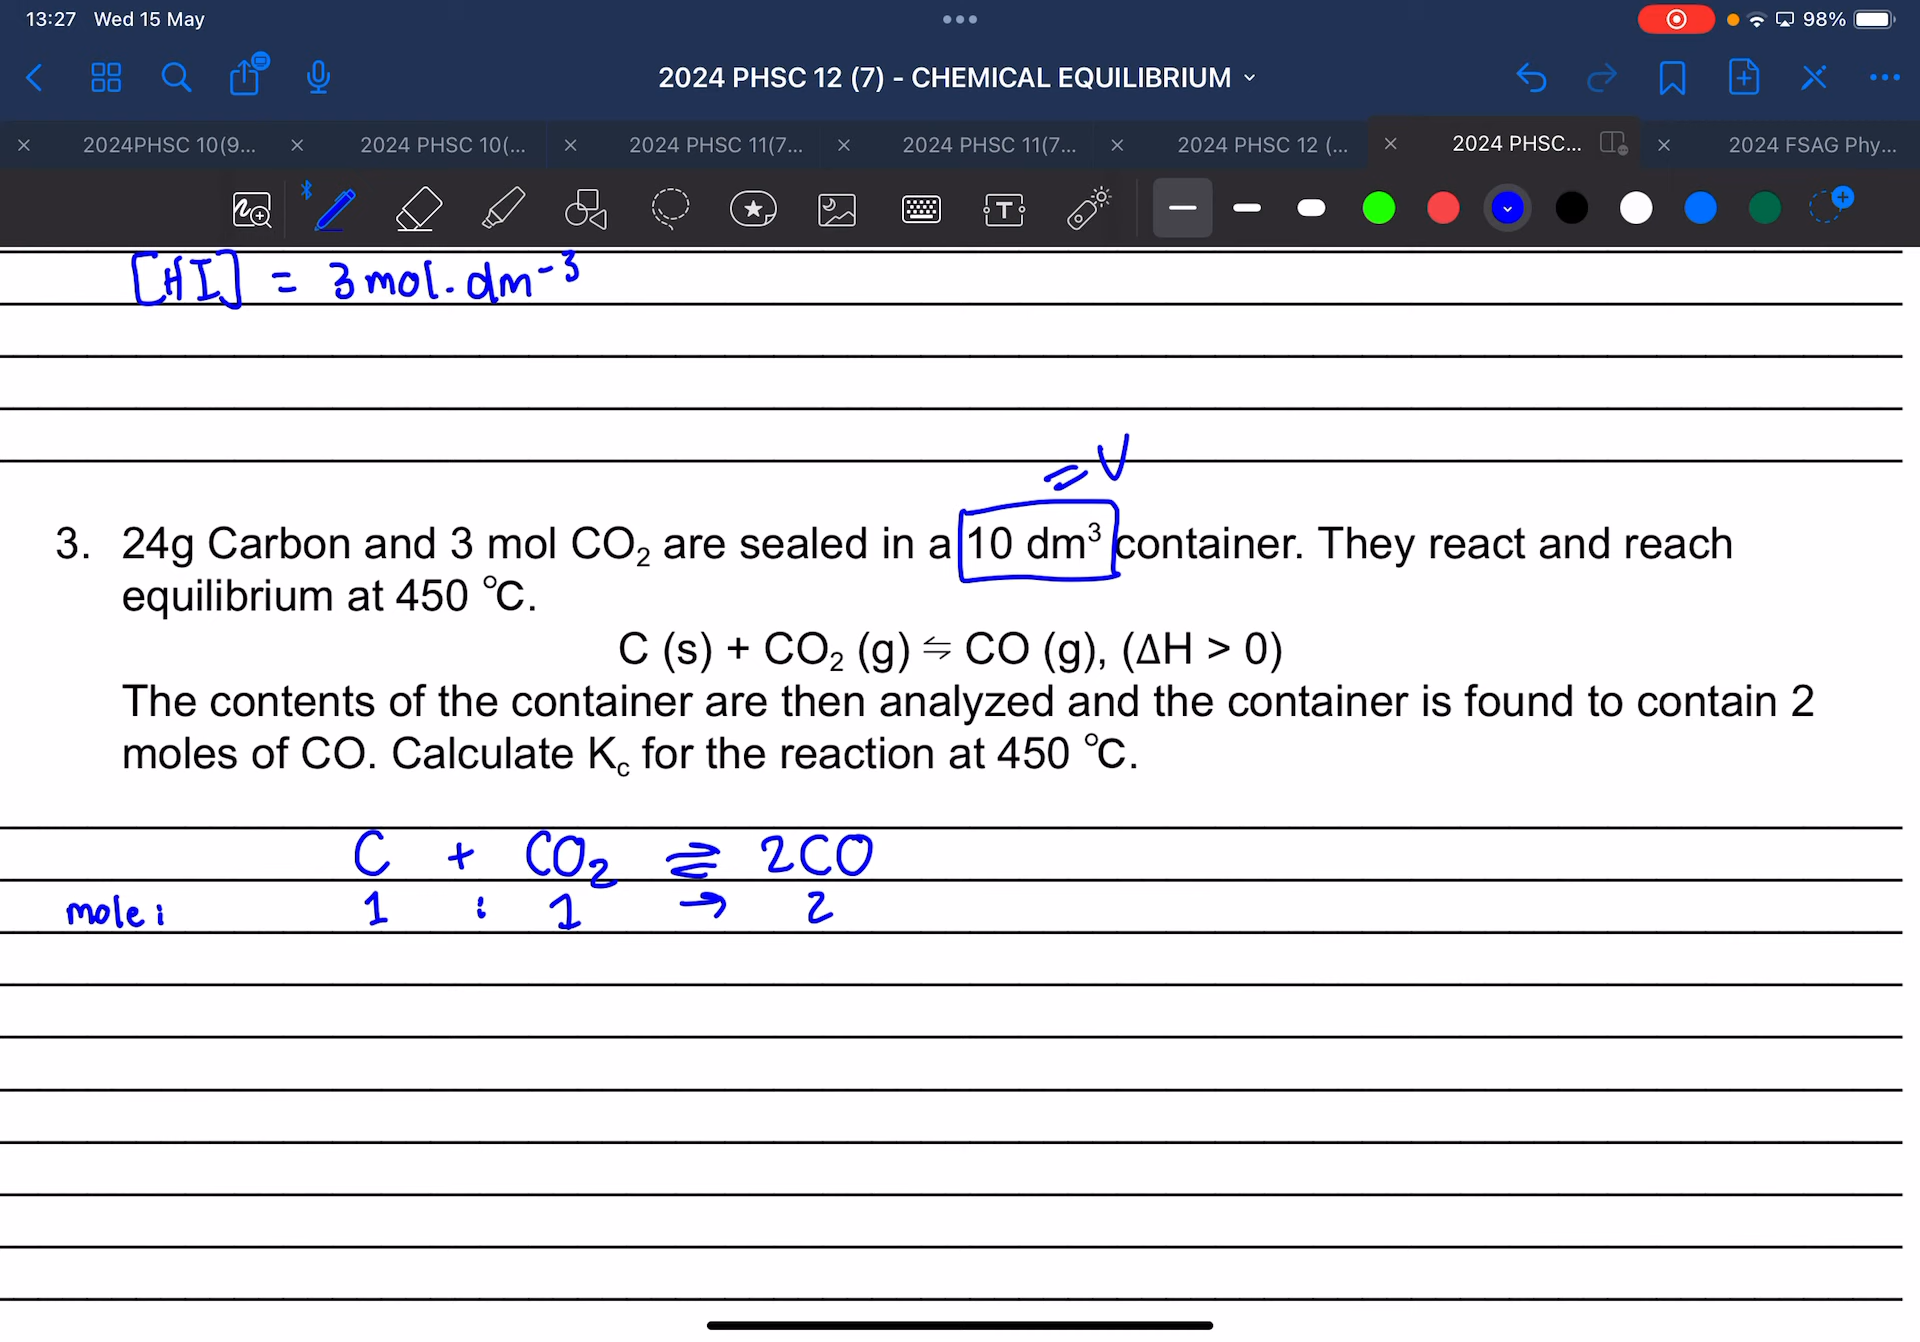 13:27 Wed 15 May 98%
2024 PHSC 12 (7) - CHEMICAL EQUILIBRIUM
2024PHSC 10(9... 2024 PHSC 10(... 2024 PHSC 11(7... 2024 PHSC 11(7... 2024 PHSC 12 (... 2024 PHSC... 2024 FSAG Phy...
[HI] = 3 mol. dm⁻³
= V
3. 24g Carbon and 3 mol CO₂ are sealed in a 10 dm³ container. They react and reach
equilibrium at 450 °C.
C (s) + CO₂ (g) ⇋ CO (g), (ΔH > 0)
The contents of the container are then analyzed and the container is found to contain 2
moles of CO. Calculate K꜀ for the reaction at 450 °C.
C + CO₂ ⇄ 2CO
mole: 1 : 1 → 2